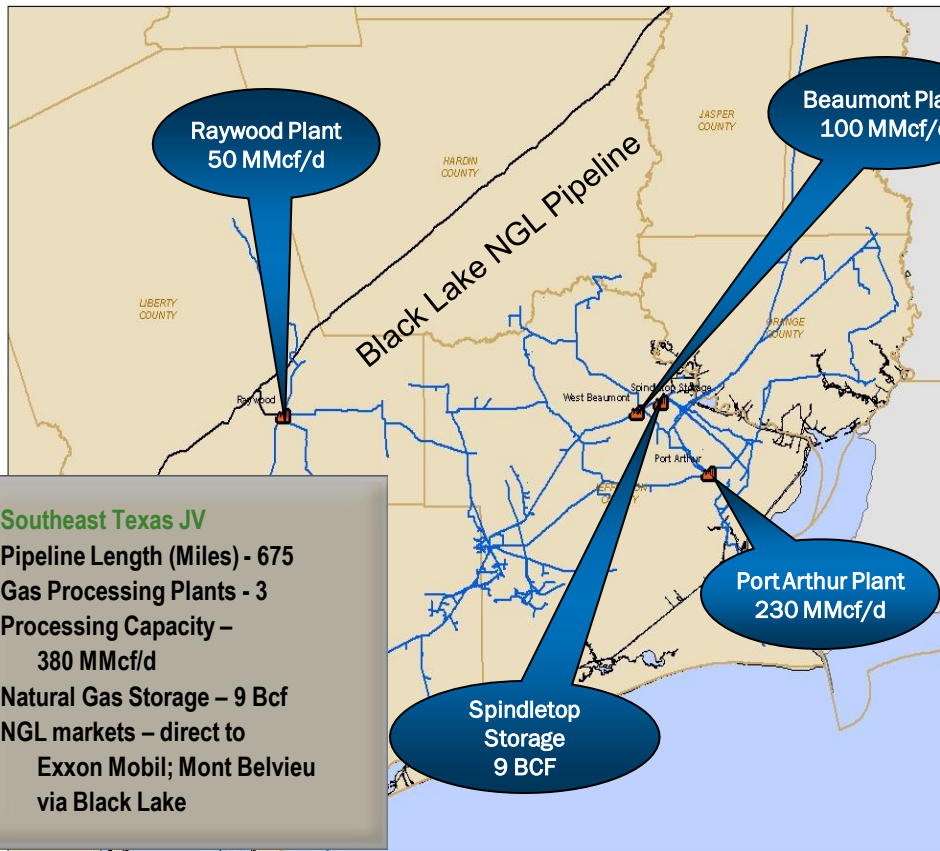 Raywood Plant
50 MMcf/d
Beaumont Pla
100 MMcf/d
JASPER
COUNTY
HARDIN
COUNTY
Black Lake NGL Pipeline
LIBERTY
COUNTY
ORANGE
COUNTY
Raywood
West Beaumont
Spindletop Storage
Port Arthur
JEFFERSON
COUNTY
Port Arthur Plant
230 MMcf/d
Spindletop
Storage
9 BCF
Southeast Texas JV
Pipeline Length (Miles) - 675
Gas Processing Plants - 3
Processing Capacity –
380 MMcf/d
Natural Gas Storage – 9 Bcf
NGL markets – direct to
Exxon Mobil; Mont Belvieu
via Black Lake